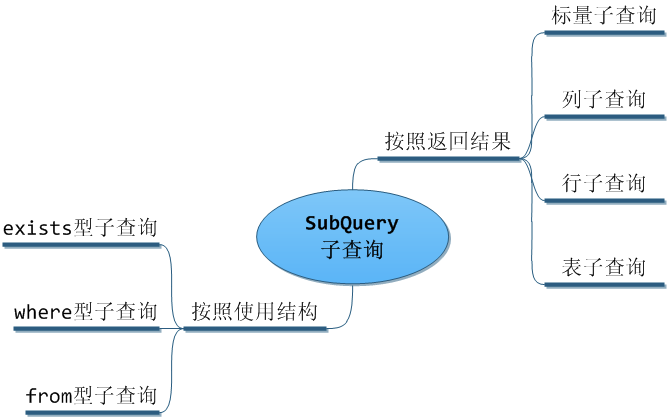 标量子查询
列子查询
按照返回结果
行子查询
表子查询
SubQuery
子查询
exists型子查询
where型子查询
按照使用结构
from型子查询